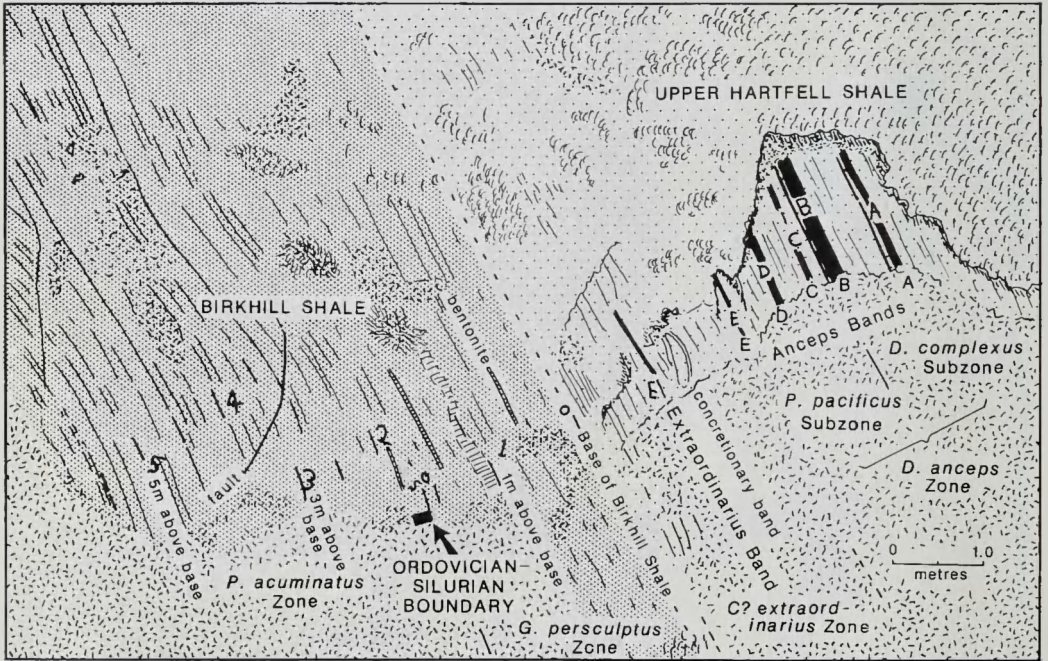 UPPER HARTFELL SHALE
BIRKHILL SHALE
bentonite
B
A
C
D
E
A
B
C
D
E
E
Anceps Bands
D. complexus
Subzone
P. pacificus
Subzone
D. anceps
Zone
concretionary band
Extraordinarius Band
0 Base of Birkhill Shale
1
1m above base
2
3
3m above
base
4
5
5m above base
fault
P. acuminatus
Zone
ORDOVICIAN-
SILURIAN
BOUNDARY
G. persculptus
Zone
C? extraord-
inarius Zone
0 1.0
metres